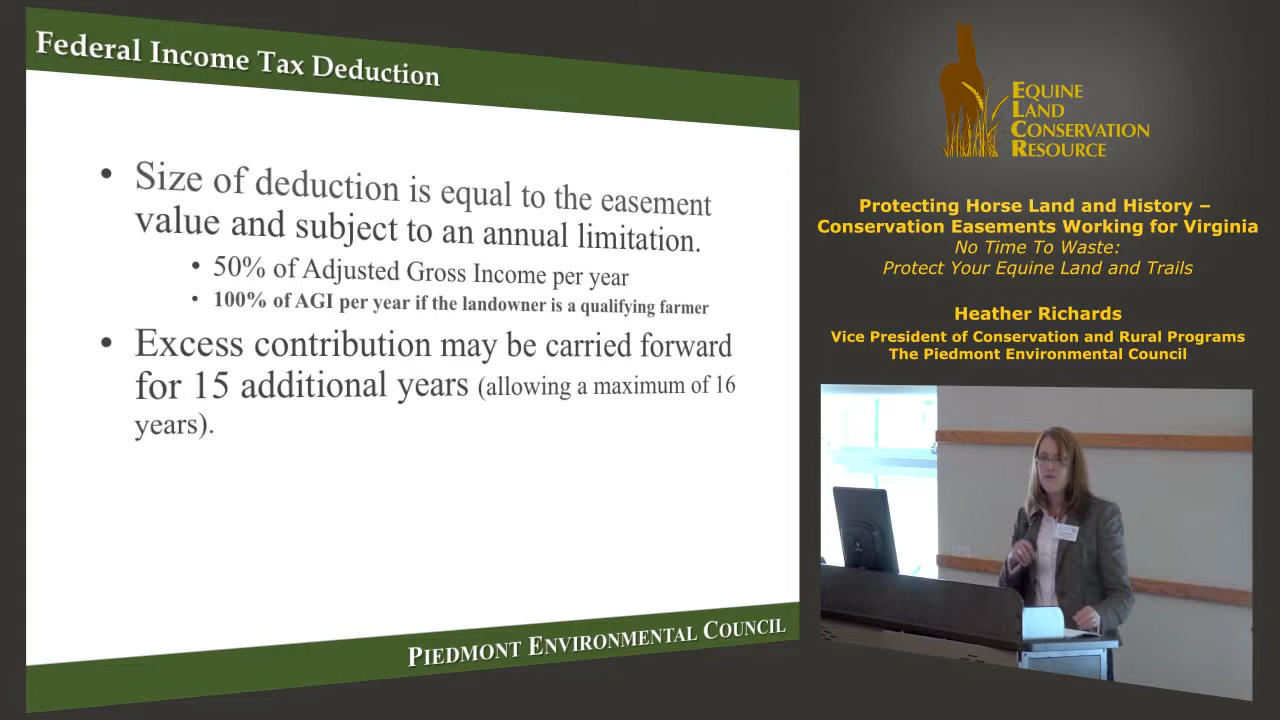 Federal Income Tax Deduction
• Size of deduction is equal to the easement
value and subject to an annual limitation.
• 50% of Adjusted Gross Income per year
• 100% of AGI per year if the landowner is a qualifying farmer
• Excess contribution may be carried forward
for 15 additional years (allowing a maximum of 16
years).
PIEDMONT ENVIRONMENTAL COUNCIL
EQUINE
LAND
CONSERVATION
RESOURCE
Protecting Horse Land and History –
Conservation Easements Working for Virginia
No Time To Waste:
Protect Your Equine Land and Trails
Heather Richards
Vice President of Conservation and Rural Programs
The Piedmont Environmental Council